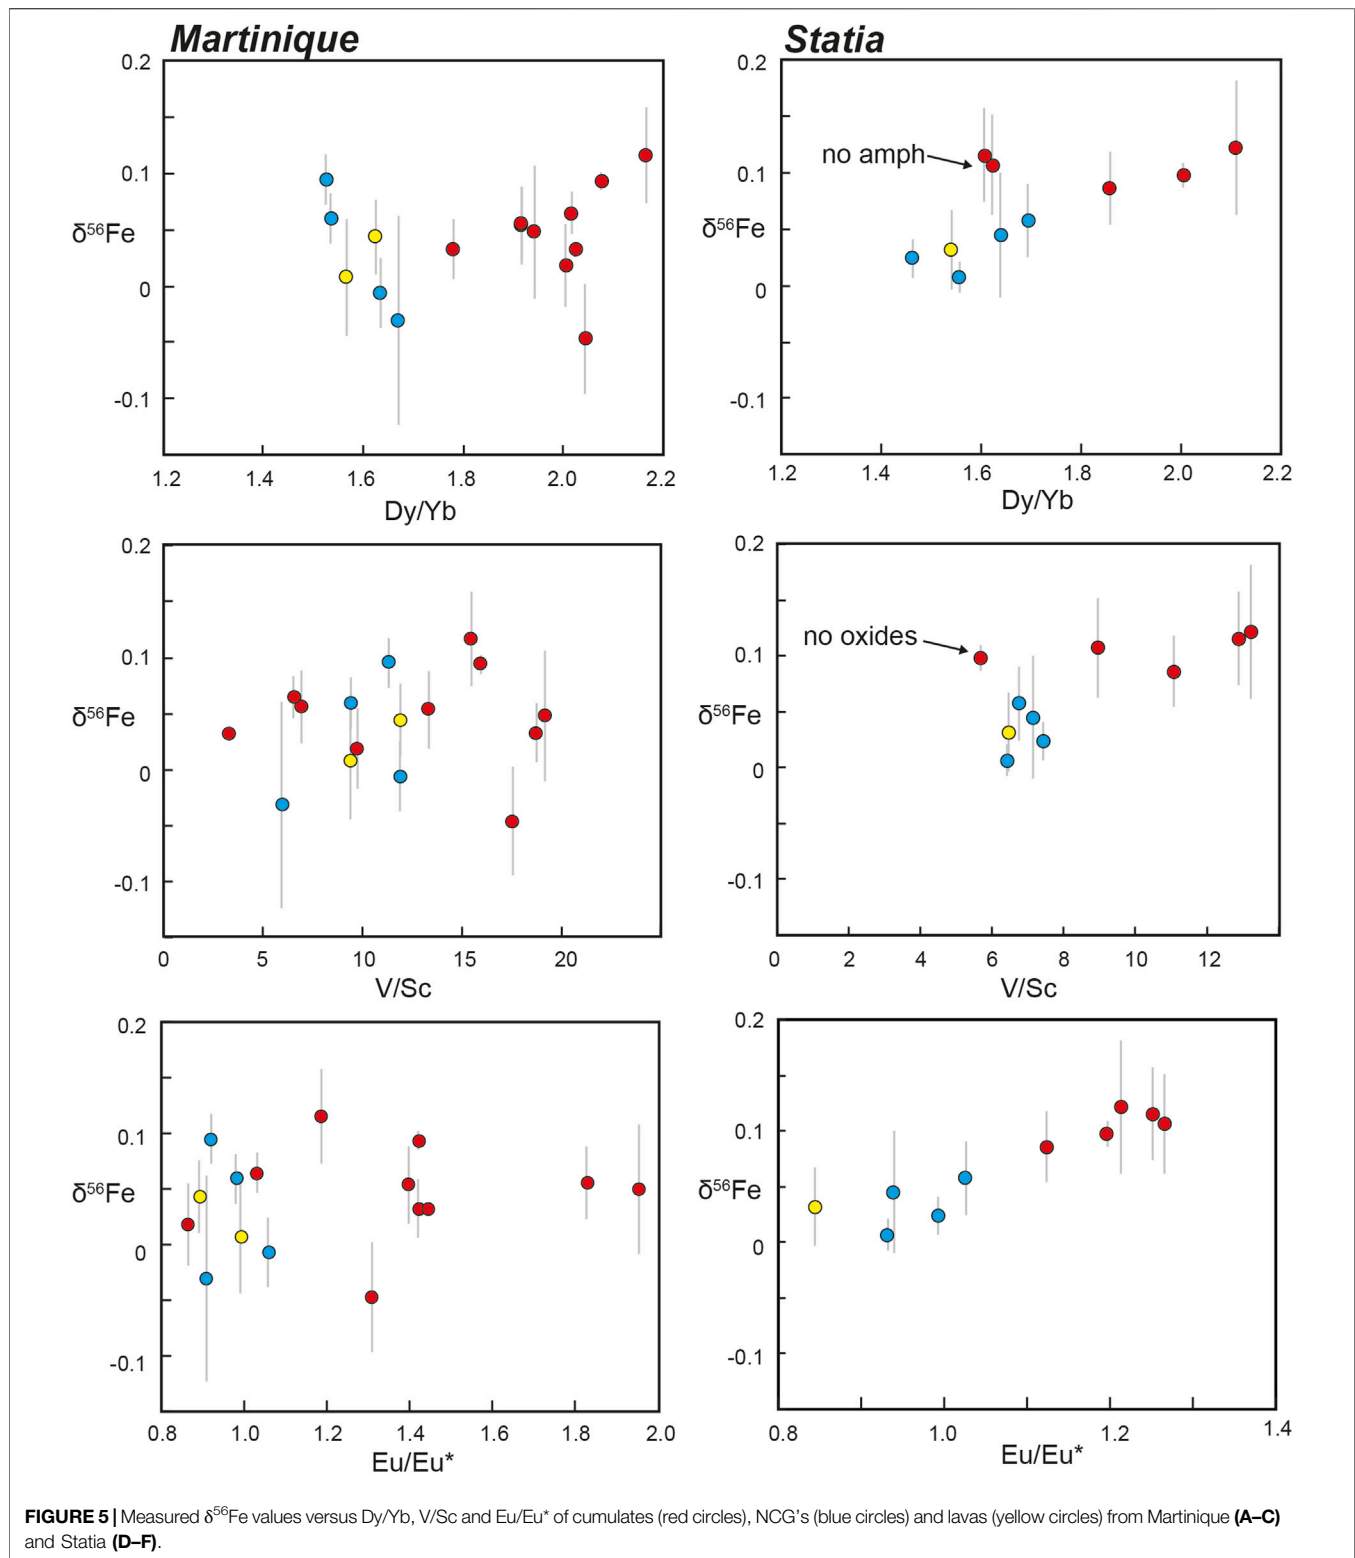 Martinique
Statia
0.2
0.1
δ⁵⁶Fe
0
-0.1
1.2 1.4 1.6 1.8 2.0 2.2
Dy/Yb
0.2
no amph
0.1
δ⁵⁶Fe
0
-0.1
1.2 1.4 1.6 1.8 2.0 2.2
Dy/Yb
0.2
0.1
δ⁵⁶Fe
0
-0.1
0 5 10 15 20
V/Sc
0.2
no oxides
0.1
δ⁵⁶Fe
0
-0.1
0 2 4 6 8 10 12
V/Sc
0.2
0.1
δ⁵⁶Fe
0
-0.1
0.8 1.0 1.2 1.4 1.6 1.8 2.0
Eu/Eu*
0.2
0.1
δ⁵⁶Fe
0
-0.1
0.8 1.0 1.2 1.4
Eu/Eu*
FIGURE 5 | Measured δ⁵⁶Fe values versus Dy/Yb, V/Sc and Eu/Eu* of cumulates (red circles), NCG's (blue circles) and lavas (yellow circles) from Martinique (A–C)
and Statia (D–F).